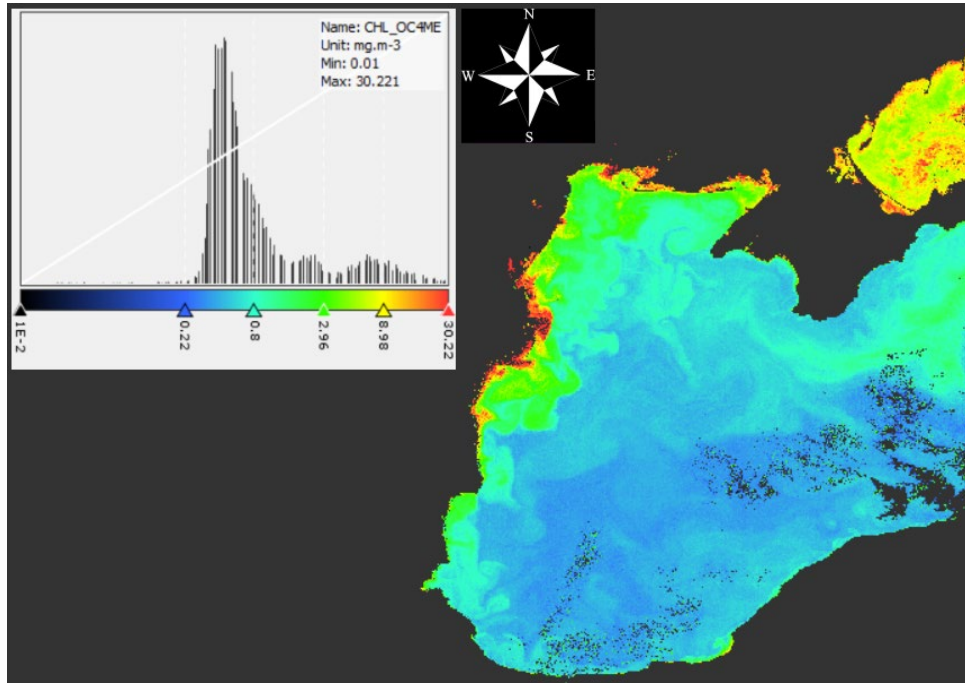 Name: CHL_OC4ME
Unit: mg.m-3
Min: 0.01
Max: 30.221
1E-2
0.22
0.8
2.96
8.98
30.22
N
W
E
S